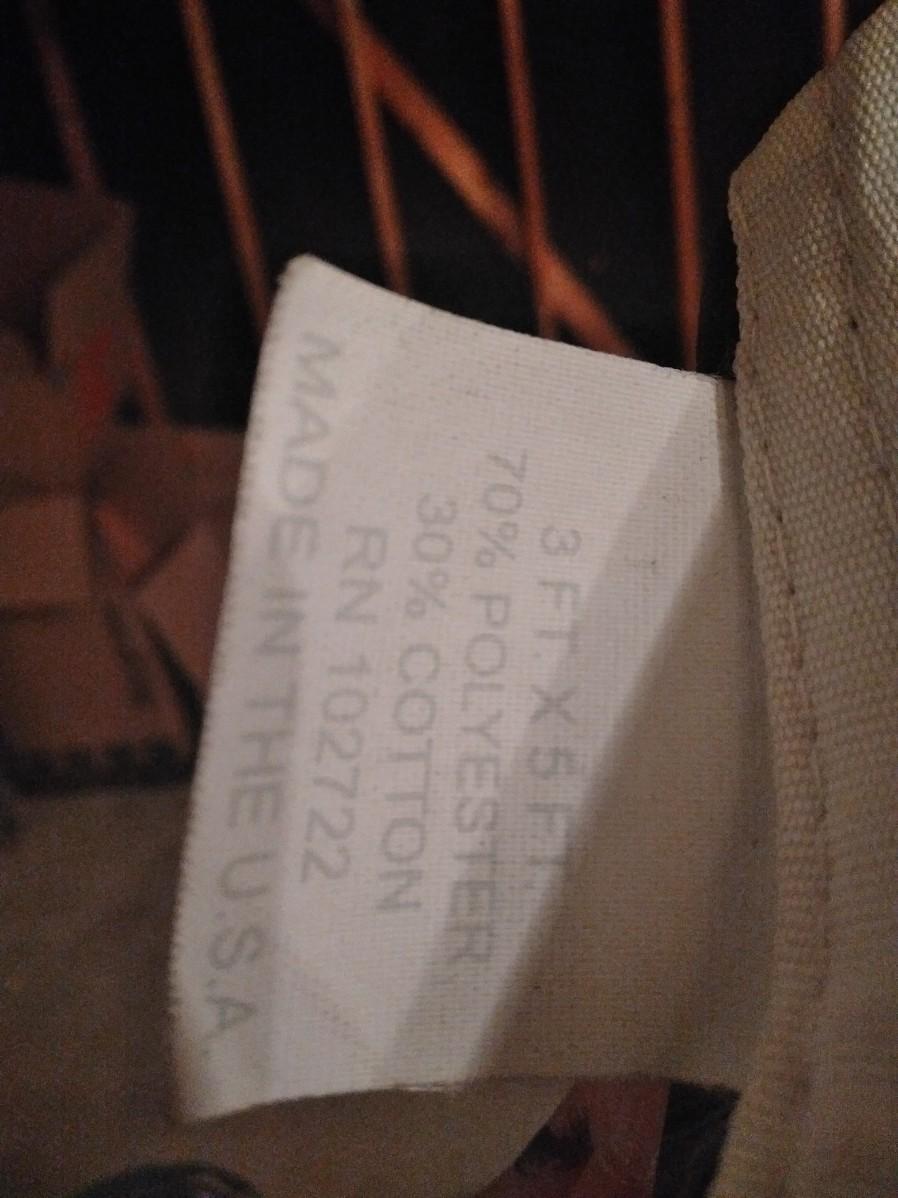 3 FT. X 5 FT.
70% POLYESTER
30% COTTON
RN 102722
MADE IN THE U.S.A.